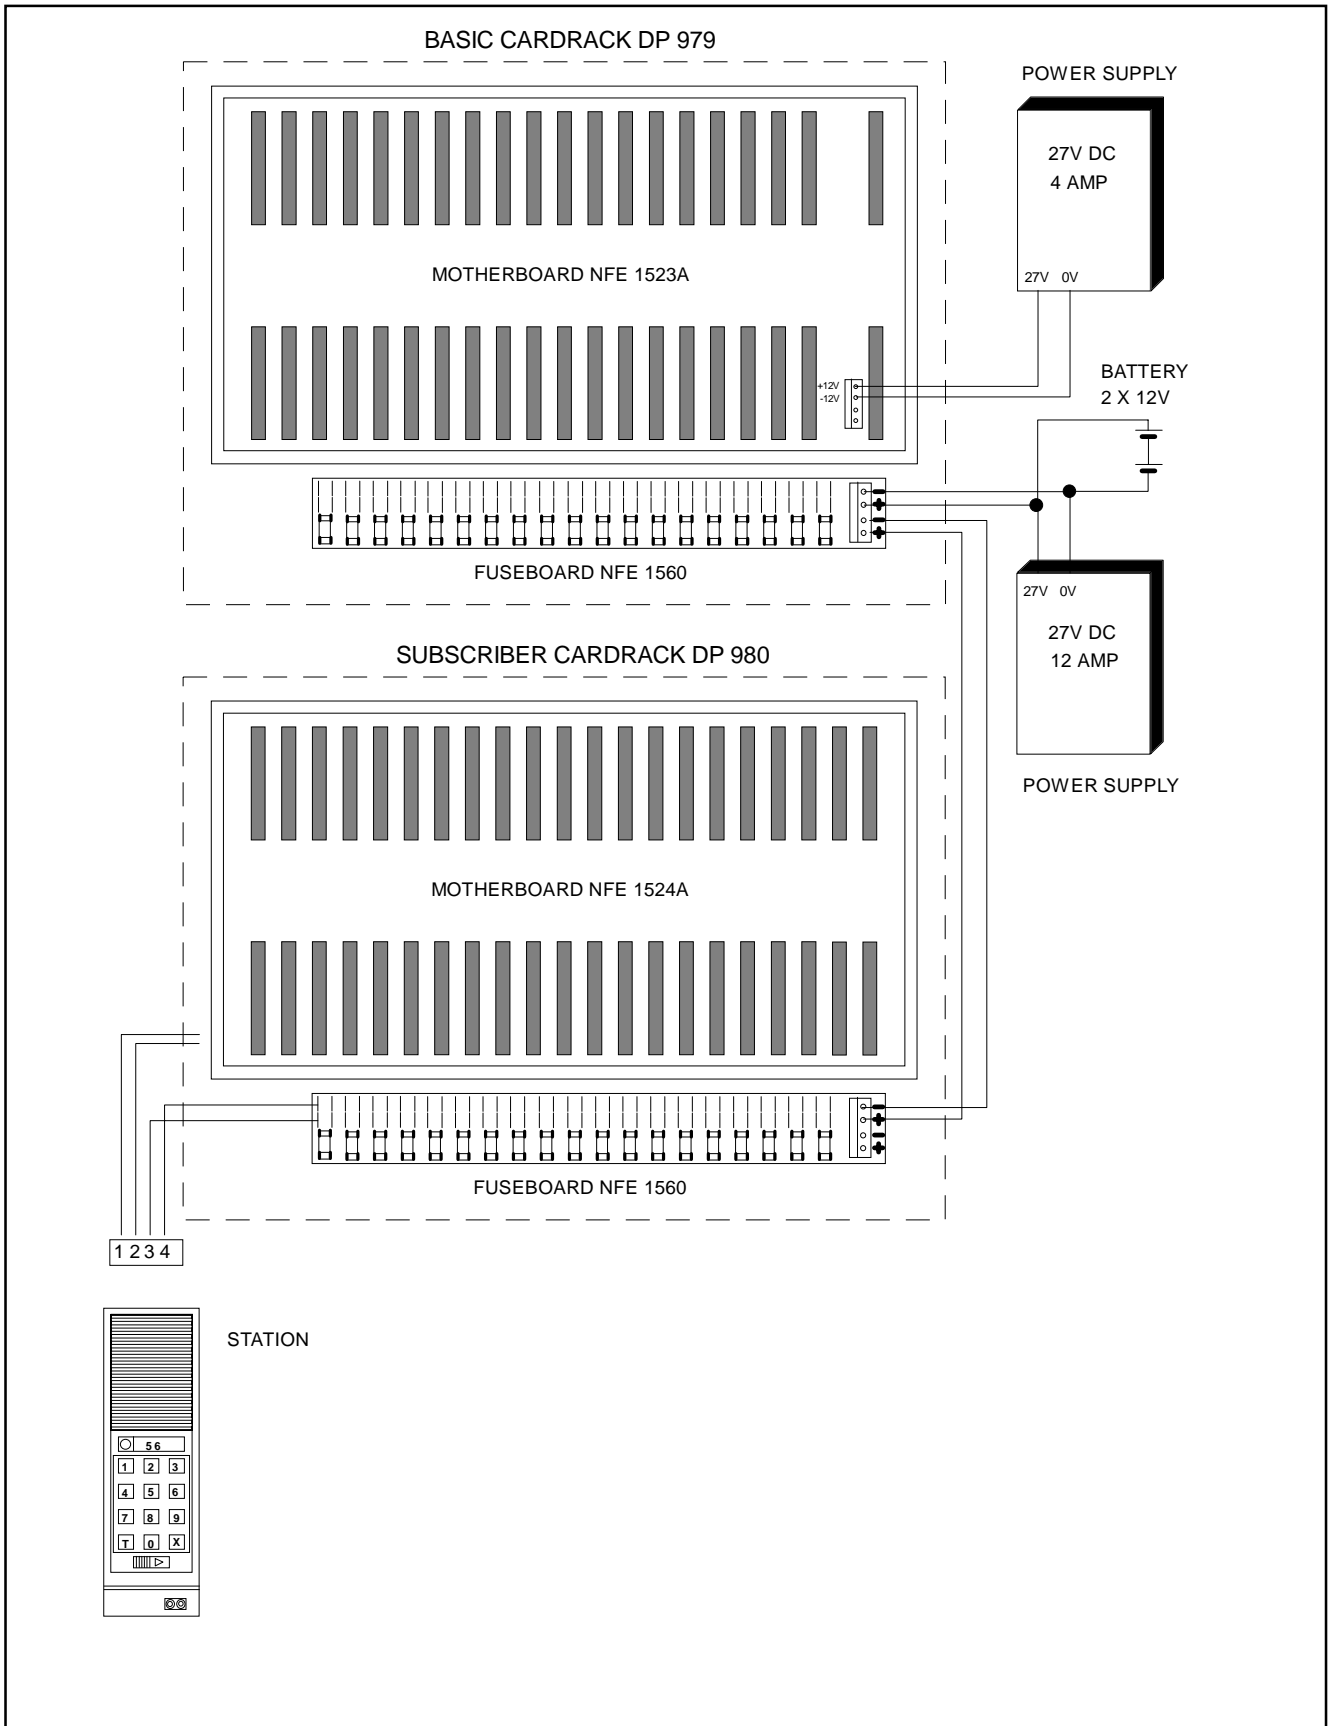 BASIC CARDRACK DP 979
POWER SUPPLY
27V DC
4 AMP
27V 0V
MOTHERBOARD NFE 1523A
+12V
-12V
BATTERY
2 X 12V
FUSEBOARD NFE 1560
27V 0V
27V DC
12 AMP
POWER SUPPLY
SUBSCRIBER CARDRACK DP 980
MOTHERBOARD NFE 1524A
FUSEBOARD NFE 1560
1 2 3 4
STATION
5 6
1 2 3
4 5 6
7 8 9
T 0 X